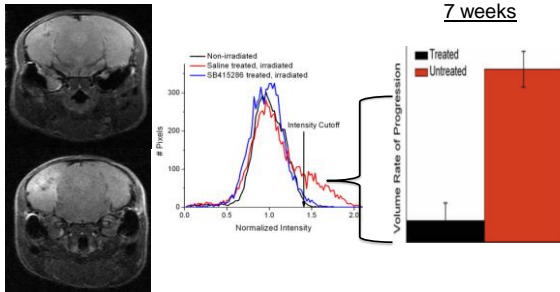 7 weeks
Non-irradiated
Saline treated, irradiated
SB415286 treated, irradiated
Intensity Cutoff
# Pixels
300
200
100
0
0.0 0.5 1.0 1.5 2.0
Normalized Intensity
Treated
Untreated
Volume Rate of Progression